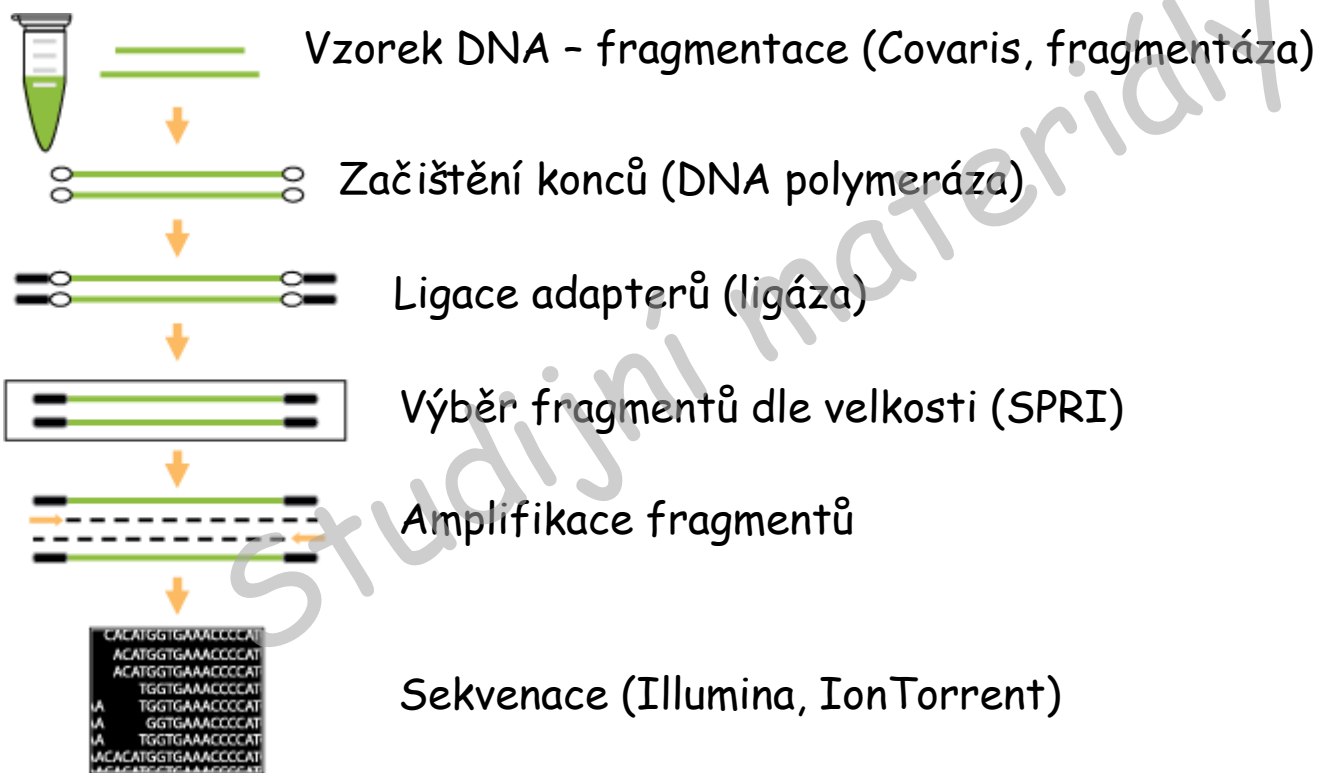 Vzorek DNA – fragmentace (Covaris, fragmentáza)
Začištění konců (DNA polymeráza)
Ligace adapterů (ligáza)
Výběr fragmentů dle velkosti (SPRI)
Amplifikace fragmentů
Sekvenace (Illumina, IonTorrent)
CACATGGTGAAACCCCAT
ACATGGTGAAACCCCAT
ACATGGTGAAACCCCAT
TGGTGAAACCCCAT
A TGGTGAAACCCCAT
A GGTGAAACCCCAT
A TGGTGAAACCCCAT
ACACATGGTGAAACCCCAT
Studijní materiály